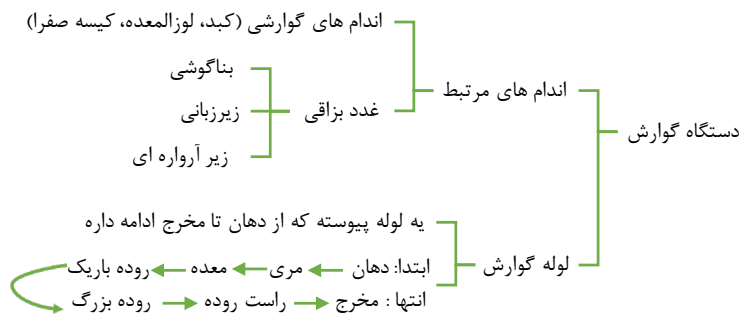 دستگاه گوارش
اندام های مرتبط
اندام های گوارشی (کبد، لوزالمعده، کیسه صفرا)
غدد بزاقی
بناگوشی
زیرزبانی
زیر آرواره ای
لوله گوارش
یه لوله پیوسته که از دهان تا مخرج ادامه داره
ابتدا: دهان مری معده روده باریک
انتها : مخرج راست روده روده بزرگ